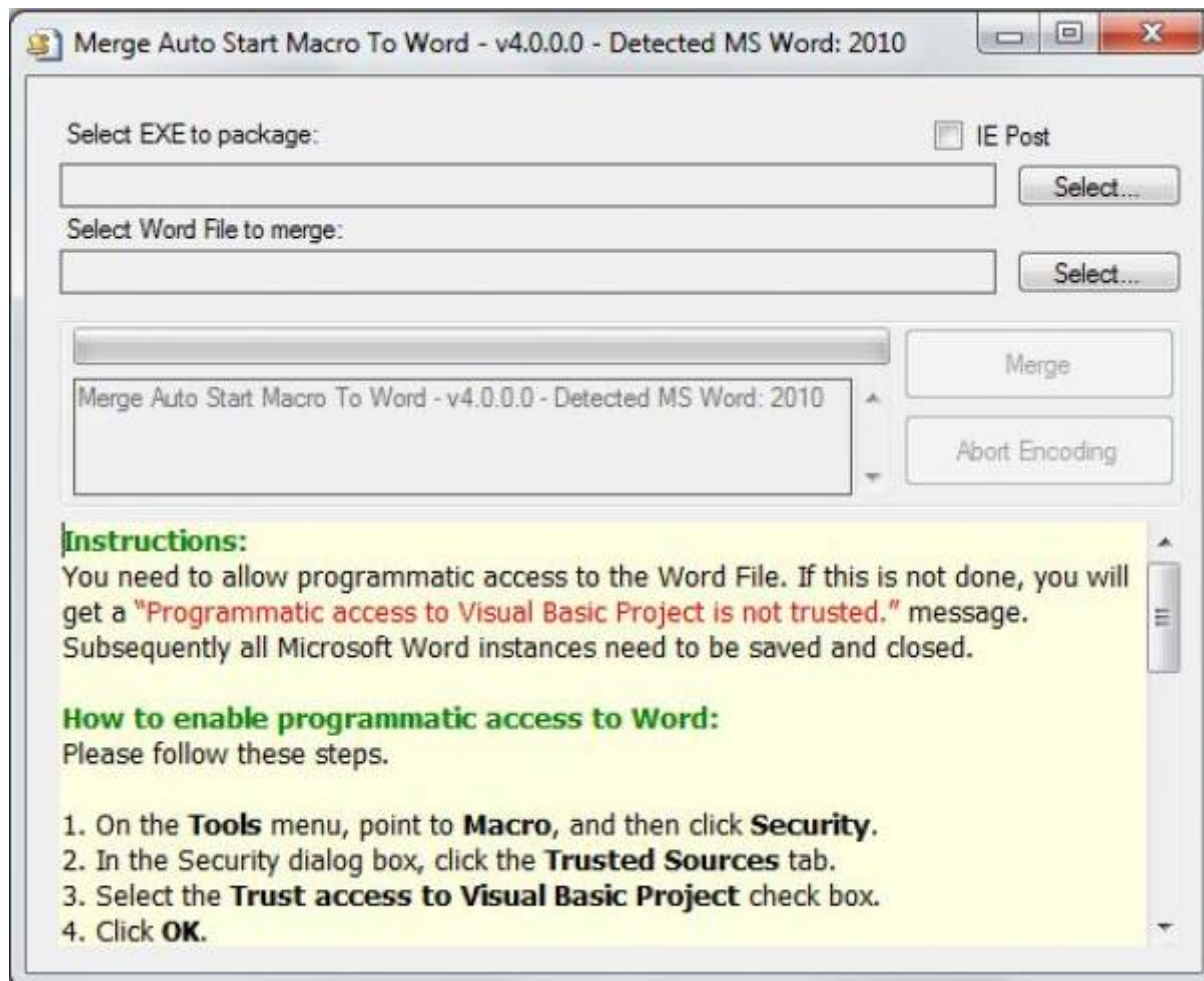 Merge Auto Start Macro To Word - v4.0.0.0 - Detected MS Word: 2010
Select EXE to package:
IE Post
Select...
Select Word File to merge:
Select...
Merge
Merge Auto Start Macro To Word - v4.0.0.0 - Detected MS Word: 2010
Abort Encoding
Instructions:
You need to allow programmatic access to the Word File. If this is not done, you will
get a “Programmatic access to Visual Basic Project is not trusted.” message.
Subsequently all Microsoft Word instances need to be saved and closed.
How to enable programmatic access to Word:
Please follow these steps.
1. On the Tools menu, point to Macro, and then click Security.
2. In the Security dialog box, click the Trusted Sources tab.
3. Select the Trust access to Visual Basic Project check box.
4. Click OK.